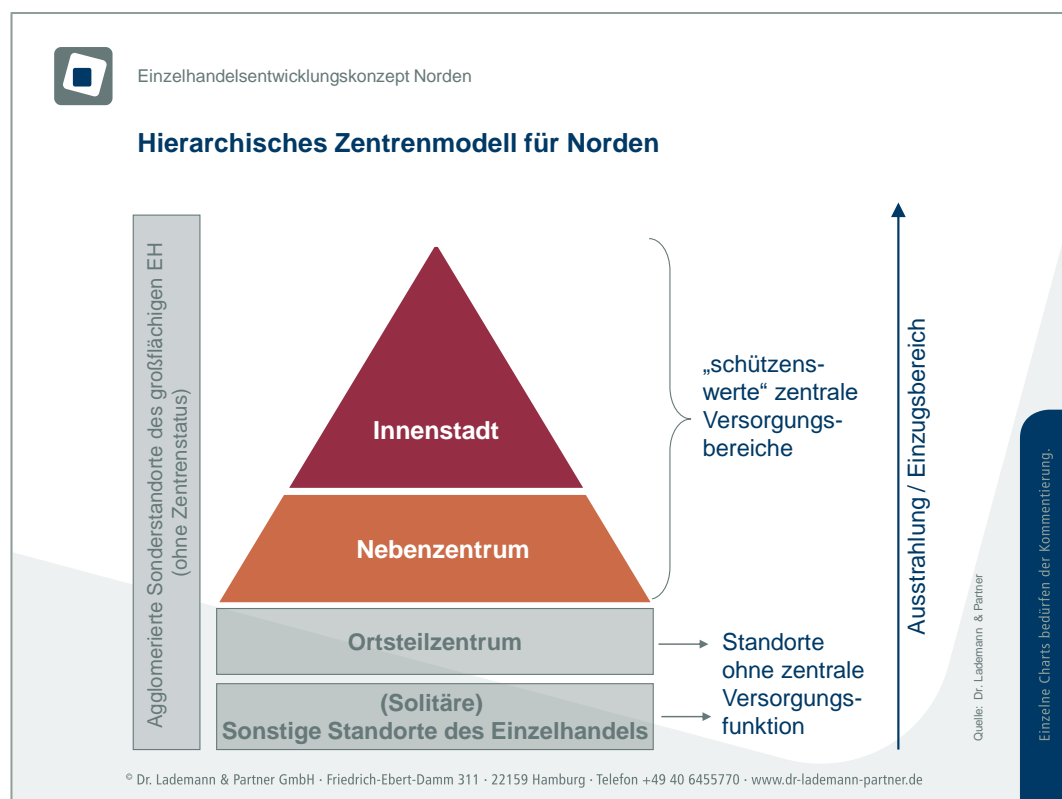 Einzelhandelsentwicklungskonzept Norden
Hierarchisches Zentrenmodell für Norden
Agglomerierte Sonderstandorte des großflächigen EH
(ohne Zentrenstatus)
Innenstadt
Nebenzentrum
Ortsteilzentrum
(Solitäre)
Sonstige Standorte des Einzelhandels
„schützens-
werte“ zentrale
Versorgungs-
bereiche
Standorte
ohne zentrale
Versorgungs-
funktion
Ausstrahlung / Einzugsbereich
Quelle: Dr. Lademann & Partner
Einzelne Charts bedürfen der Kommentierung.
© Dr. Lademann & Partner GmbH · Friedrich-Ebert-Damm 311 · 22159 Hamburg · Telefon +49 40 6455770 · www.dr-lademann-partner.de